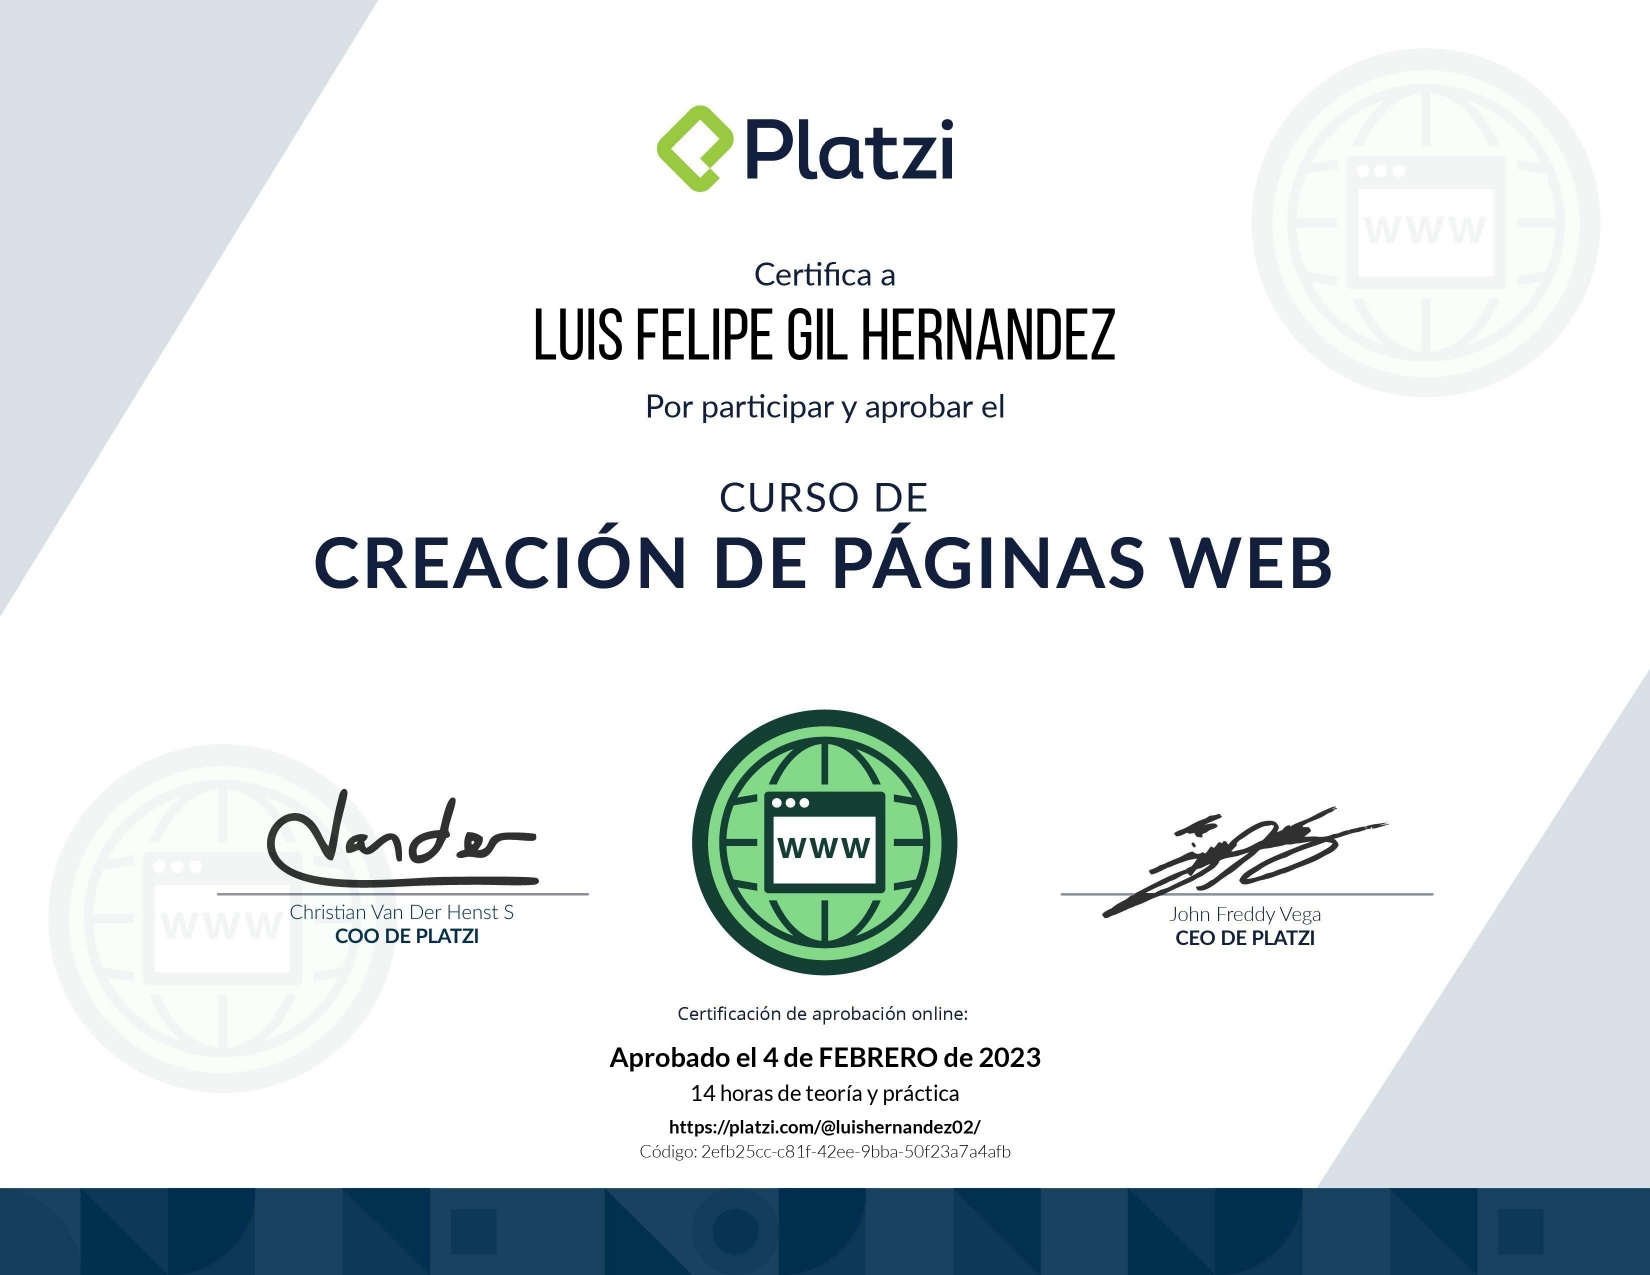 Platzi
WWW
Certifica a
LUIS FELIPE GIL HERNANDEZ
Por participar y aprobar el
CURSO DE
CREACIÓN DE PÁGINAS WEB
Vander
WWW
WWW
Christian Van Der Henst S
COO DE PLATZI
John Freddy Vega
CEO DE PLATZI
Certificación de aprobación online:
Aprobado el 4 de FEBRERO de 2023
14 horas de teoría y práctica
https://platzi.com/@luishernandez02/
Código: 2efb25cc-c81f-42ee-9bba-50f23a7a4afb